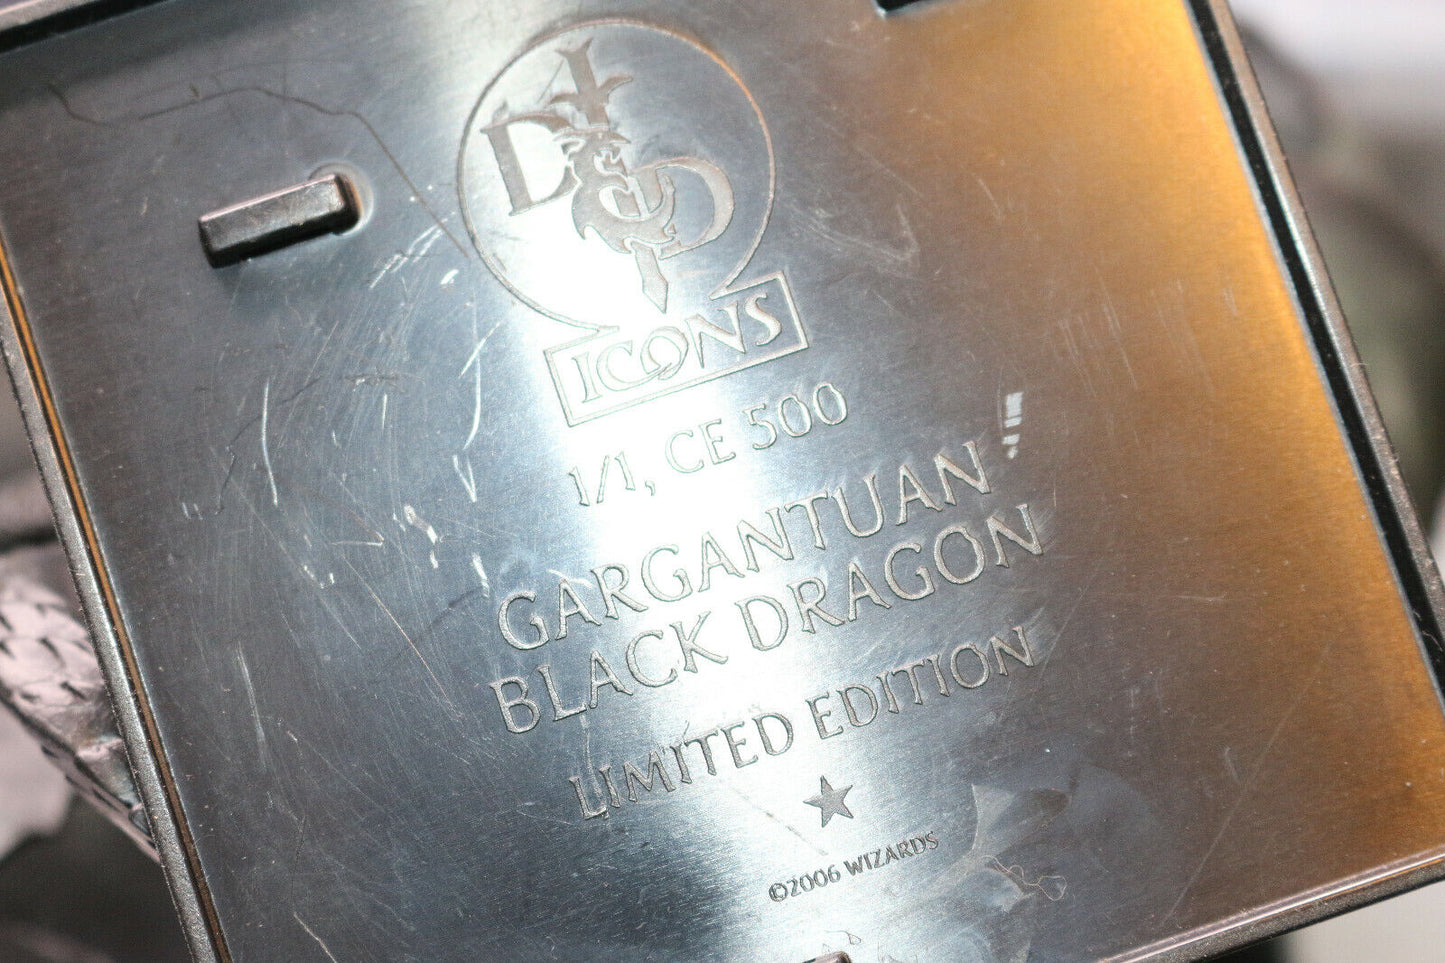 D&D
ICONS
1/1, CE 500
GARGANTUAN
BLACK DRAGON
LIMITED EDITION
©2006 WIZARDS